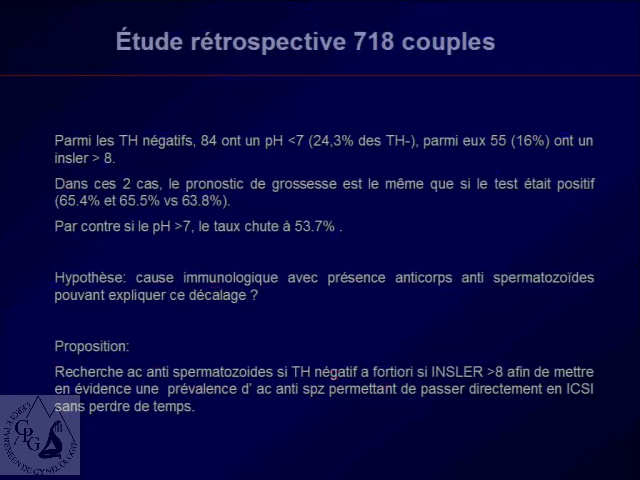 Étude rétrospective 718 couples
Parmi les TH négatifs, 84 ont un pH <7 (24,3% des TH-), parmi eux 55 (16%) ont un
insler > 8.
Dans ces 2 cas, le pronostic de grossesse est le même que si le test était positif
(65.4% et 65.5% vs 63.8%).
Par contre si le pH >7, le taux chute à 53.7% .
Hypothèse: cause immunologique avec présence anticorps anti spermatozoïdes
pouvant expliquer ce décalage ?
Proposition:
Recherche ac anti spermatozoides si TH négatif a fortiori si INSLER >8 afin de mettre
en évidence une prévalence d' ac anti spz permettant de passer directement en ICSI
sans perdre de temps.